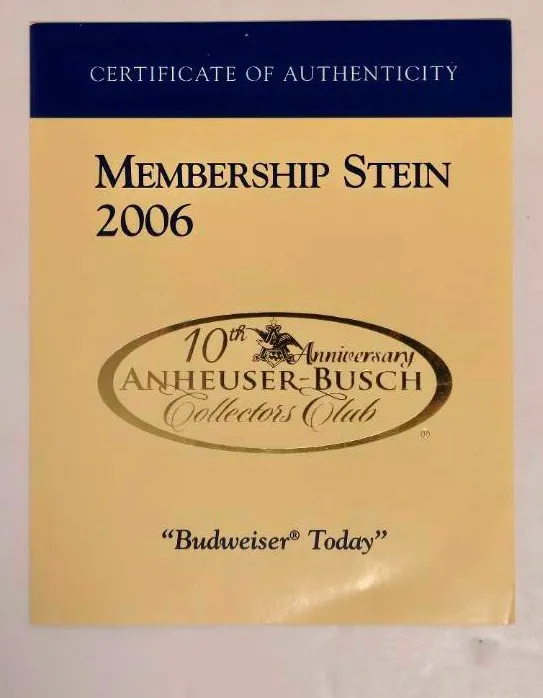 CERTIFICATE OF AUTHENTICITY
MEMBERSHIP STEIN
2006
10th Anniversary
ANHEUSER-BUSCH
Collectors Club
®
“Budweiser® Today”